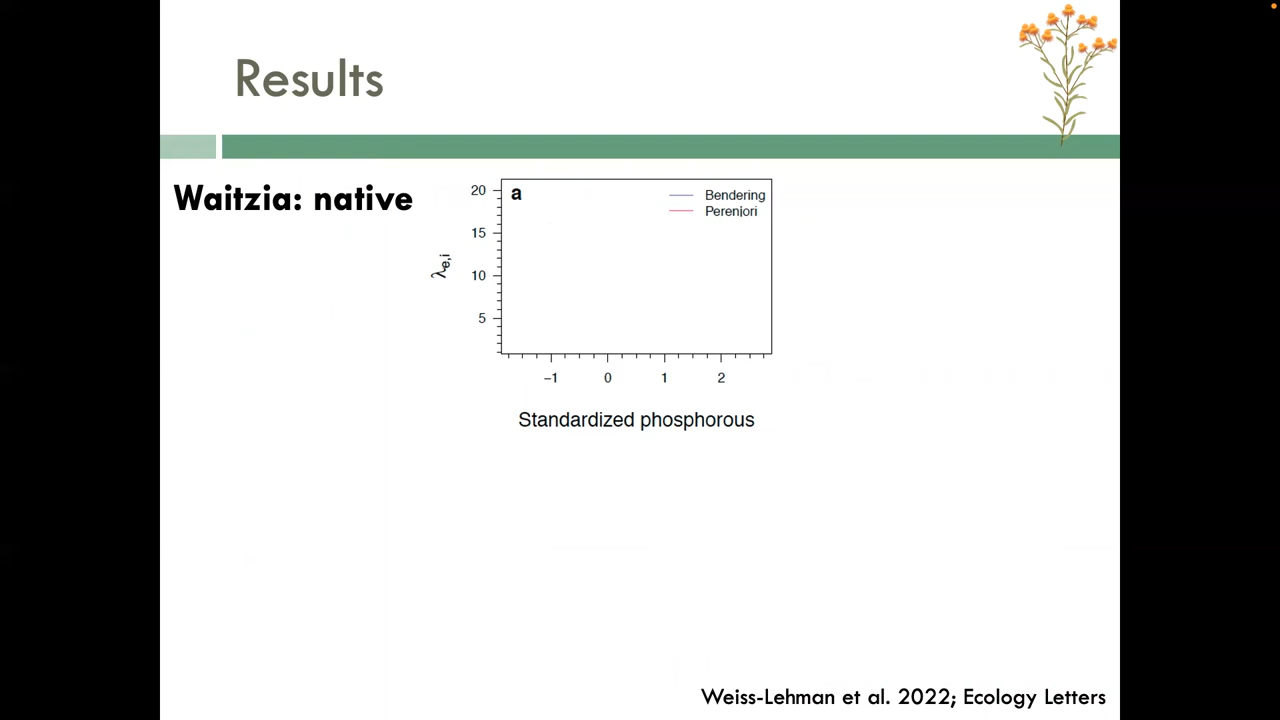 Results
Waitzia: native
a
Bendering
Perenjori
20
15
10
5
λe,i
−1 0 1 2
Standardized phosphorous
Weiss-Lehman et al. 2022; Ecology Letters